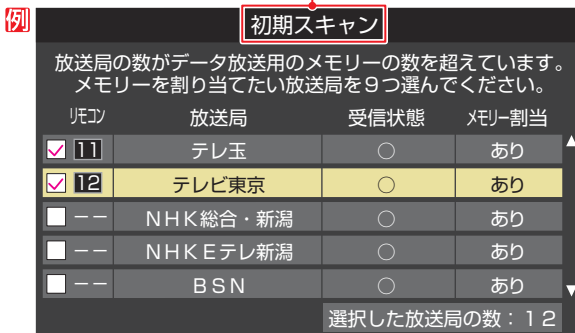 例
初期スキャン
放送局の数がデータ放送用のメモリーの数を超えています。
メモリーを割り当てたい放送局を9つ選んでください。
リモコン 放送局 受信状態 メモリー割当
11 テレ玉 ○ あり
12 テレビ東京 ○ あり
−− NHK総合・新潟 ○ あり
−− NHKEテレ新潟 ○ あり
−− BSN ○ あり
選択した放送局の数：12